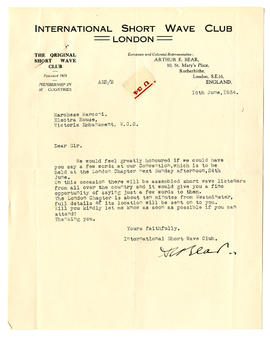 INTERNATIONAL SHORT WAVE CLUB
LONDON
THE ORIGINAL
SHORT WAVE
CLUB
Founded 1929
MEMBERSHIP IN
COUNTRIES
European and Colonial Representative:
ARTHUR E. BEAR,
10, St. Mary's Place,
Rotherhithe,
London, S.E.16,
ENGLAND.
AEB/B
16th June, 1934.
Marchese Marconi,
Electra House,
Victoria Embankment, W.C.2.
Dear Sir,
We would feel greatly honoured if we could have
you say a few words at our Convention, which is to be
held at the London Chapter next Sunday afternoon, 24th
June.
On this occasion there will be assembled short wave listeners
from all over the country and it would give you a fine
opportunity of saying just a few words to them.
The London Chapter is about ten minutes from Westminster,
full details of its location will be sent on to you.
Will you kindly let me know as soon as possible if you can
attend?
Thanking you.
Yours faithfully,
International Short Wave Club.